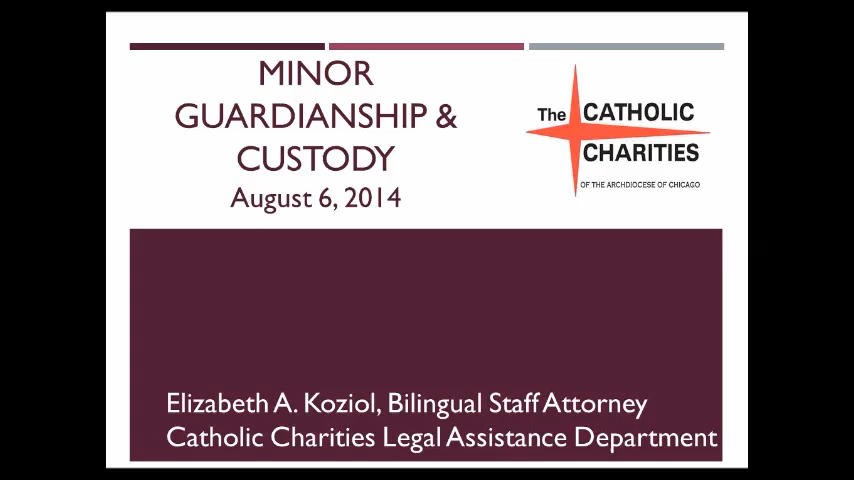 MINOR
GUARDIANSHIP &
CUSTODY
August 6, 2014
The CATHOLIC
CHARITIES
OF THE ARCHDIOCESE OF CHICAGO
Elizabeth A. Koziol, Bilingual Staff Attorney
Catholic Charities Legal Assistance Department